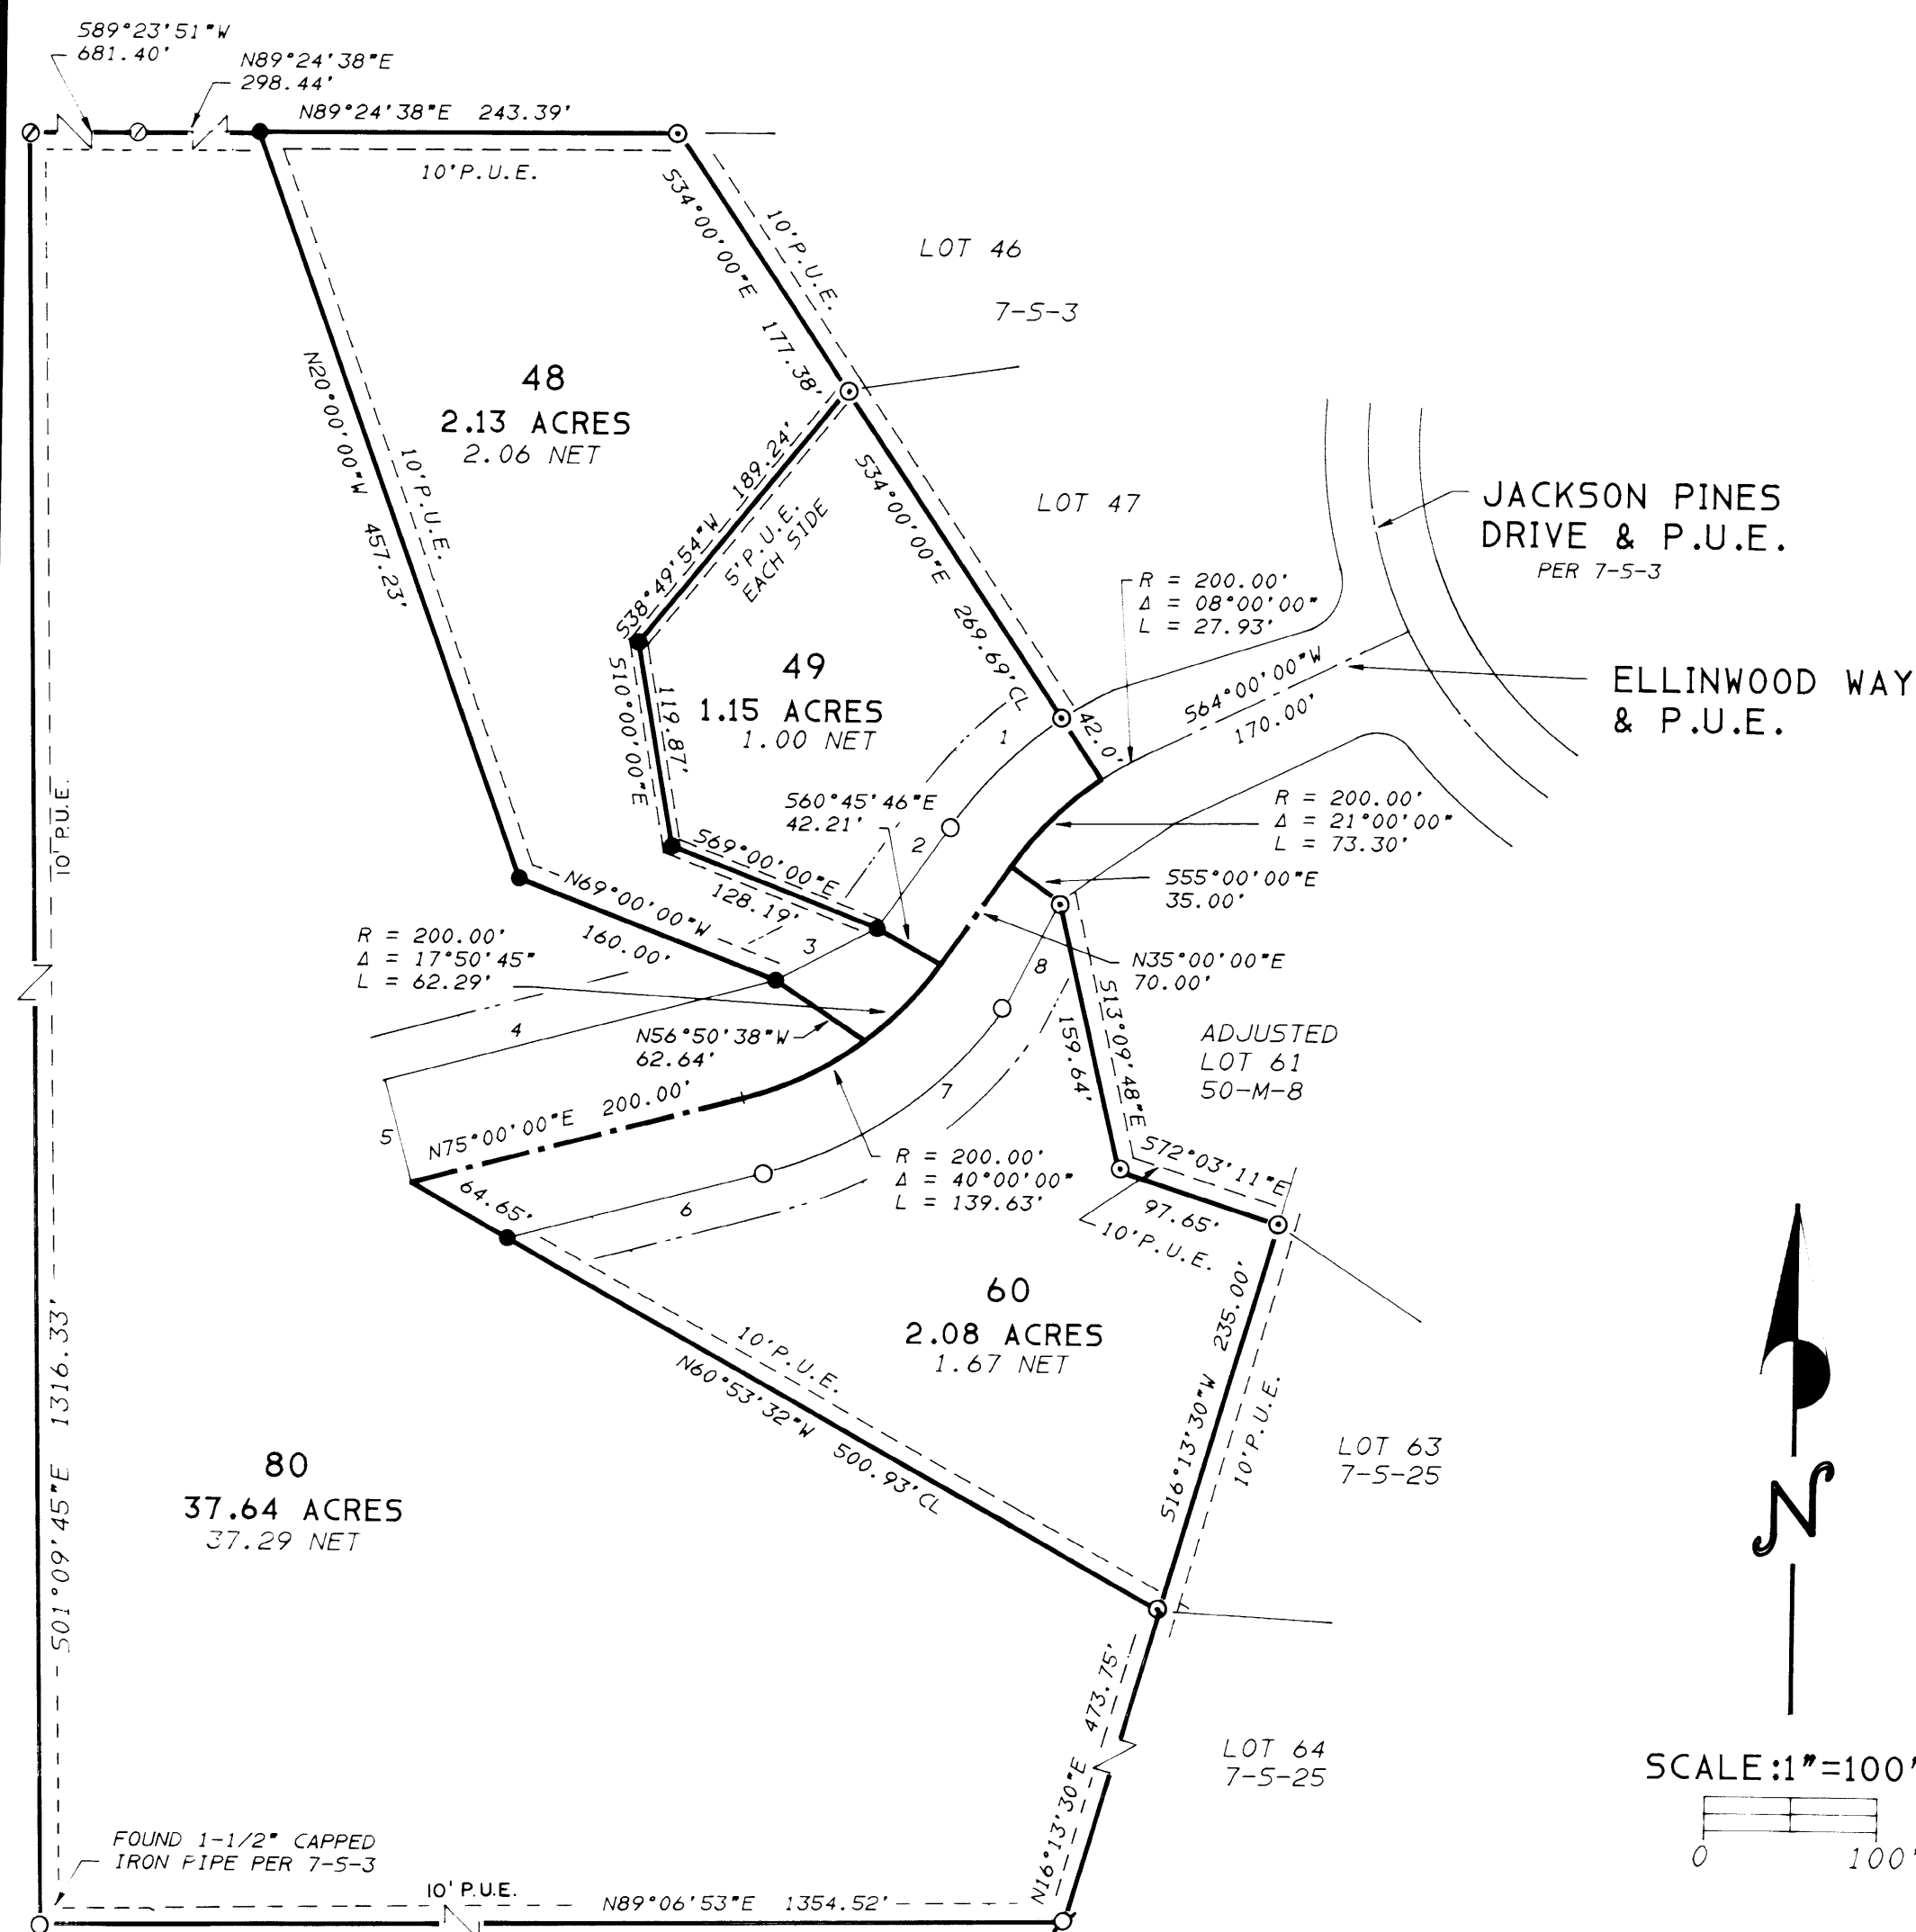 S89°23'51"W
681.40'
N89°24'38"E
298.44'
N89°24'38"E 243.39'
10'P.U.E.
S34°00'00"E 177.38'
10'P.U.E.
LOT 46
7-S-3
48
2.13 ACRES
2.06 NET
N20°00'00"W 457.23'
10'P.U.E.
S38°49'54"W 189.24'
5'P.U.E.
EACH SIDE
S34°00'00"E 269.69'CL
LOT 47
JACKSON PINES
DRIVE & P.U.E.
PER 7-S-3
R = 200.00'
Δ = 08°00'00"
L = 27.93'
ELLINWOOD WAY
& P.U.E.
S64°00'00"W
170.00'
42.0'
49
1.15 ACRES
1.00 NET
S10°00'00"E
119.87'
1
S60°45'46"E
42.21'
2
R = 200.00'
Δ = 21°00'00"
L = 73.30'
S69°00'00"E
128.19'
S55°00'00"E
35.00'
10' P.U.E.
N69°00'00"W
160.00'
3
R = 200.00'
Δ = 17°50'45"
L = 62.29'
8
N35°00'00"E
70.00'
4
N56°50'38"W
62.64'
S13°09'48"E
159.64'
ADJUSTED
LOT 61
50-M-8
7
5
N75°00'00"E 200.00'
R = 200.00'
Δ = 40°00'00"
L = 139.63'
S72°03'11"E
97.65'
10'P.U.E.
64.65'
6
60
2.08 ACRES
1.67 NET
10'P.U.E.
N60°53'32"W 500.93'CL
S16°13'30"W 235.00'
10'P.U.E.
LOT 63
7-S-25
80
37.64 ACRES
37.29 NET
S01°09'45"E 1316.33'
N
N16°13'30"E 473.75'
LOT 64
7-S-25
SCALE:1"=100'
0 100'
FOUND 1-1/2" CAPPED
IRON PIPE PER 7-S-3
10' P.U.E.
N89°06'53"E 1354.52'